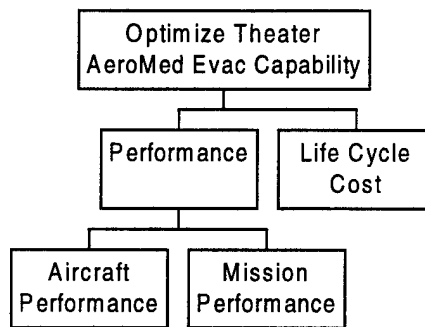 Optimize Theater
AeroMed Evac Capability
Performance
Life Cycle
Cost
Aircraft
Performance
Mission
Performance